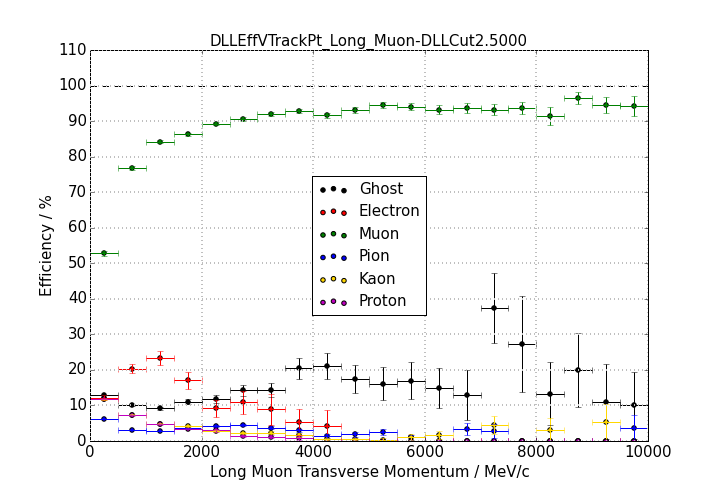 DLLEffVTrackPt_Long_Muon-DLLCut2.5000
110
100
90
80
70
60
50
40
30
20
10
0
Efficiency / %
Ghost
Electron
Muon
Pion
Kaon
Proton
0 2000 4000 6000 8000 10000
Long Muon Transverse Momentum / MeV/c